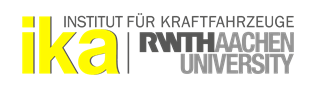 INSTITUT FÜR KRAFTFAHRZEUGE
ika | RWTHAACHEN
UNIVERSITY